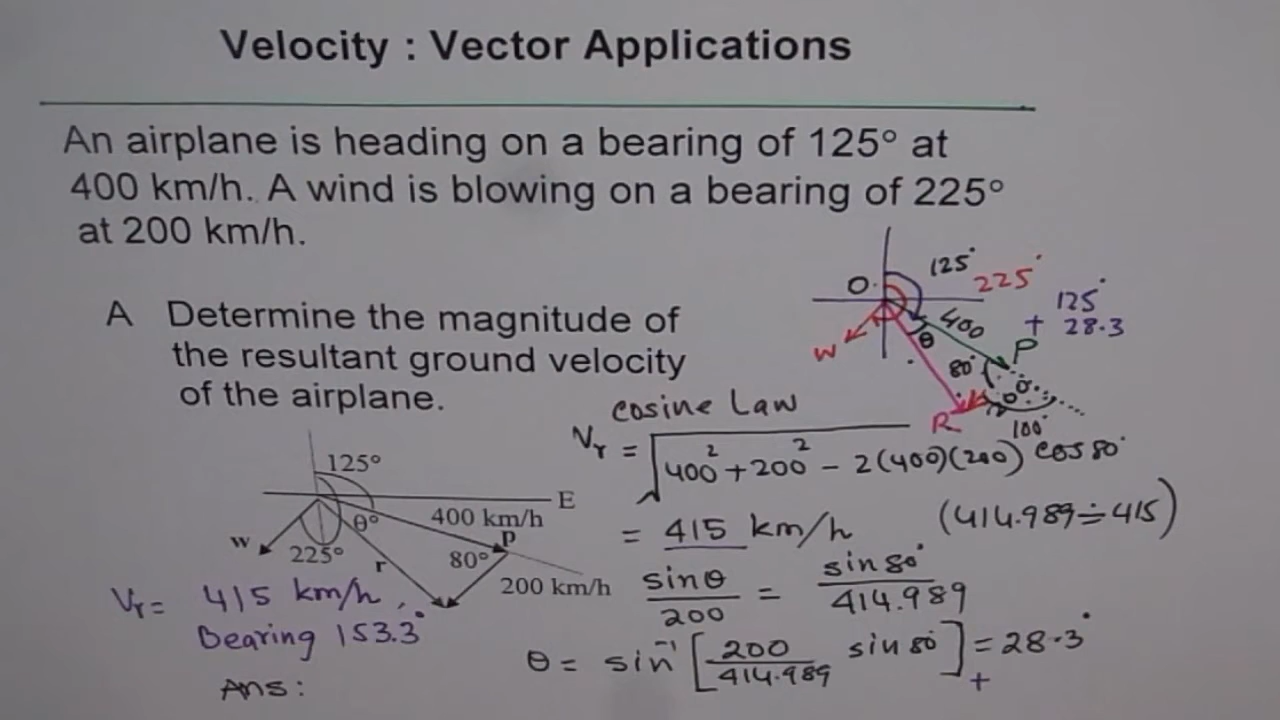 Velocity : Vector Applications
An airplane is heading on a bearing of 125° at
400 km/h. A wind is blowing on a bearing of 225°
at 200 km/h.
A Determine the magnitude of
the resultant ground velocity
of the airplane.
O 125° 225°
W θ 400 P
80° θ
R 100°
125°
+ 28.3
cosine Law
Vr = √400² + 200² - 2(400)(200) cos 80°
= 415 km/h (414.989 ≐ 415)
sinθ / 200 = sin 80° / 414.989
θ = sin⁻¹ [200 / 414.989 sin 80°] = 28.3°
+
125°
E
θ° 400 km/h
w 225° r 80° p
200 km/h
Vr = 415 km/h,
Bearing 153.3°
Ans: